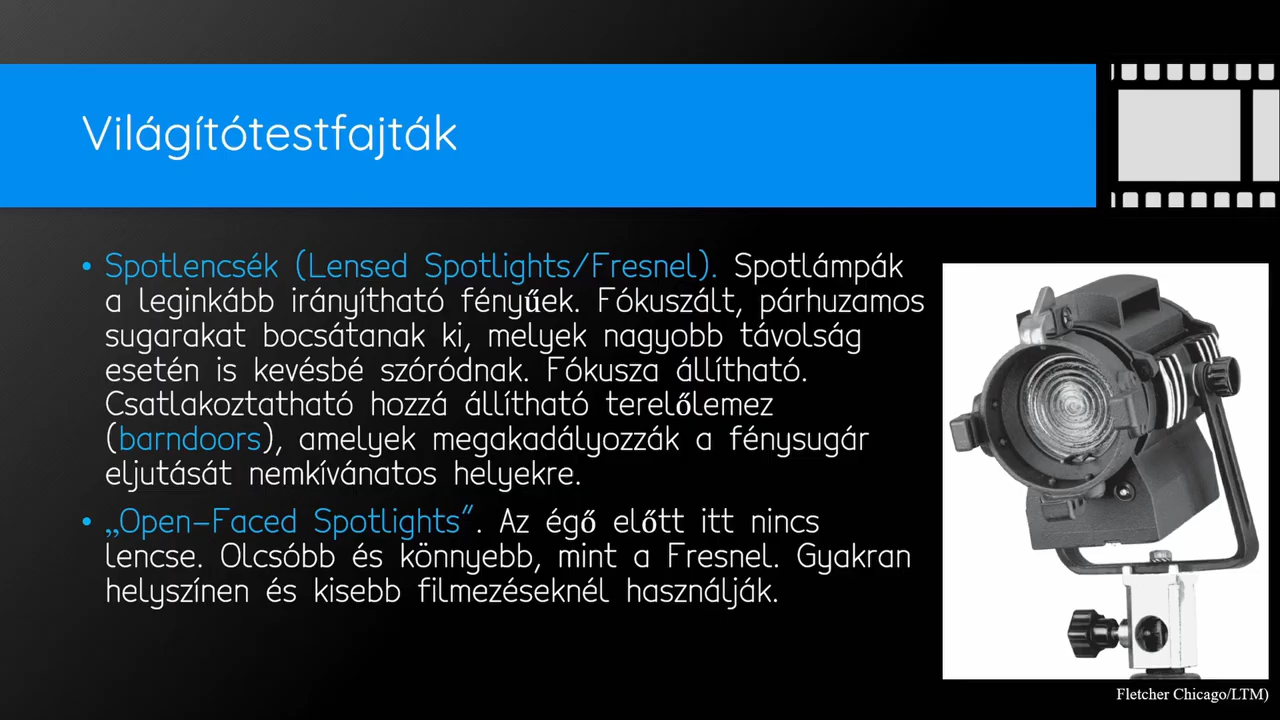 Világítótestfajták
• Spotlencsék (Lensed Spotlights/Fresnel). Spotlámpák
a leginkább irányítható fényűek. Fókuszált, párhuzamos
sugarakat bocsátanak ki, melyek nagyobb távolság
esetén is kevésbé szóródnak. Fókusza állítható.
Csatlakoztatható hozzá állítható terelőlemez
(barndoors), amelyek megakadályozzák a fénysugár
eljutását nemkívánatos helyekre.
• „Open-Faced Spotlights”. Az égő előtt itt nincs
lencse. Olcsóbb és könnyebb, mint a Fresnel. Gyakran
helyszínen és kisebb filmezéseknél használják.
Fletcher Chicago/LTM)